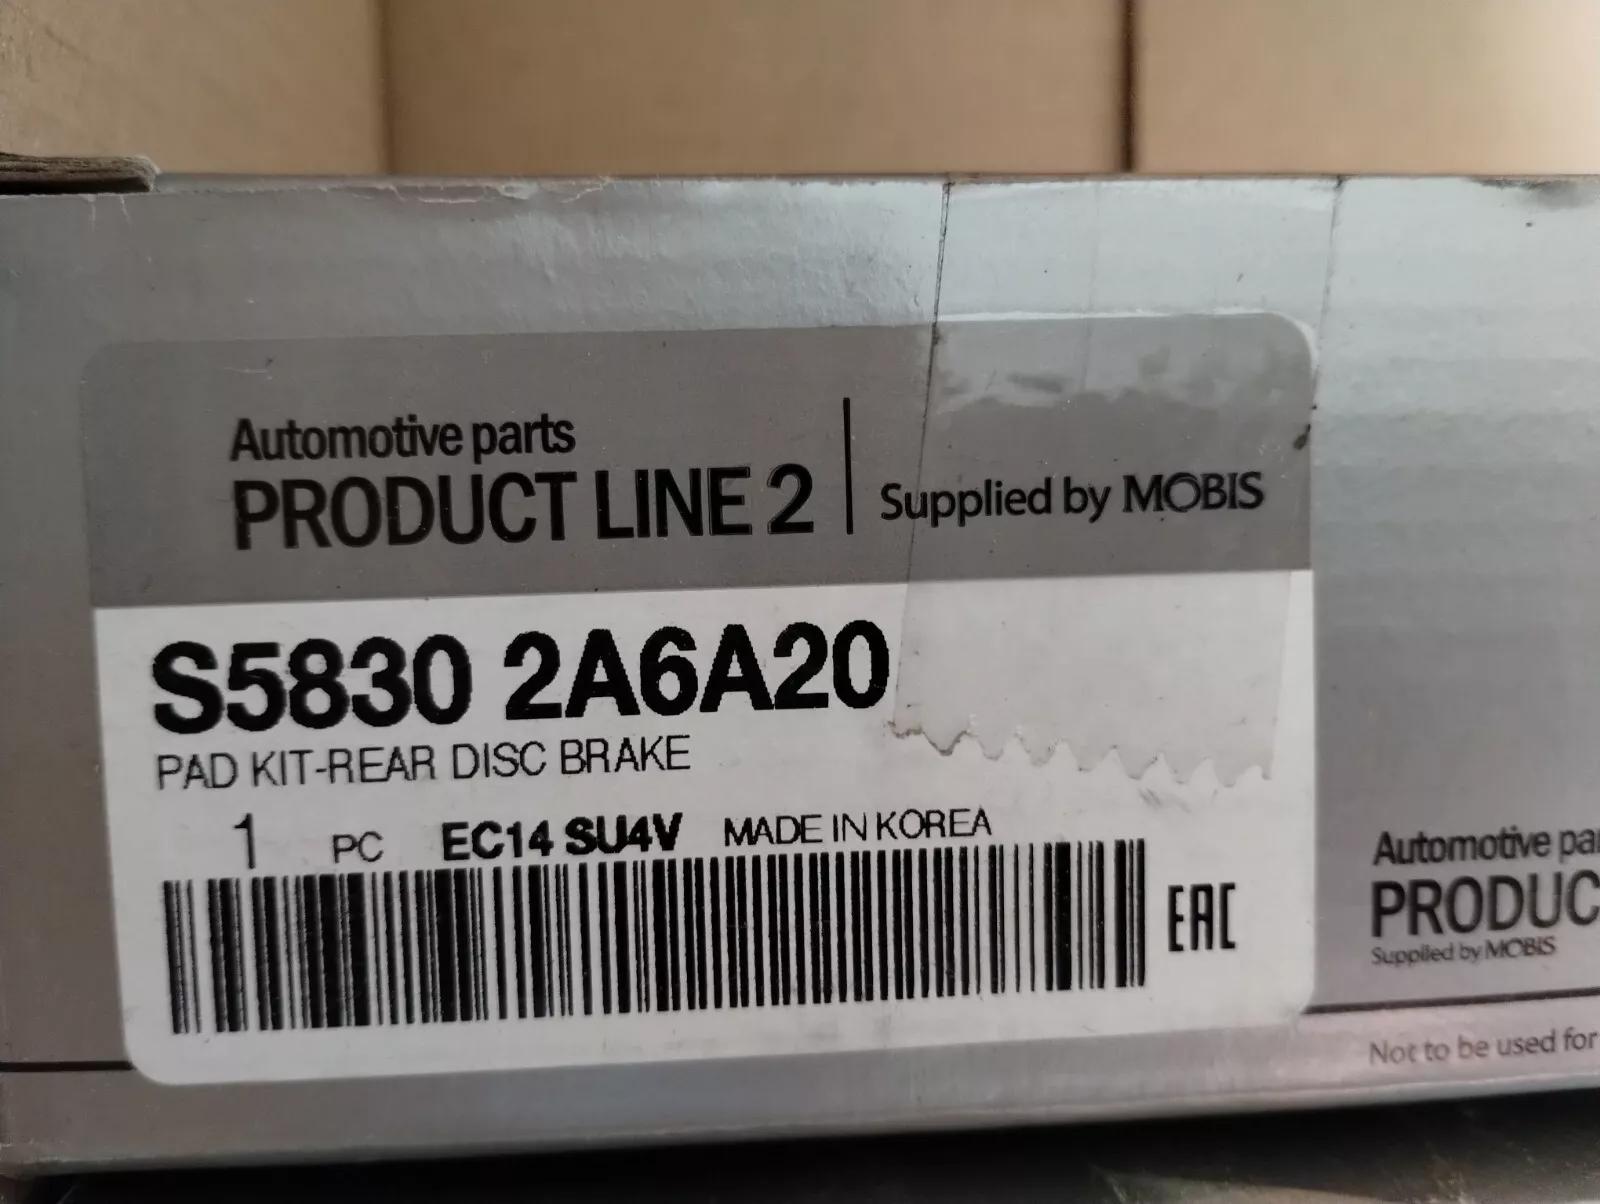 Automotive parts
PRODUCT LINE 2
Supplied by MOBIS
S5830 2A6A20
PAD KIT-REAR DISC BRAKE
1 PC EC14 SU4V MADE IN KOREA
EAC
Automotive pa
PRODUC
Supplied by MOBIS
Not to be used for